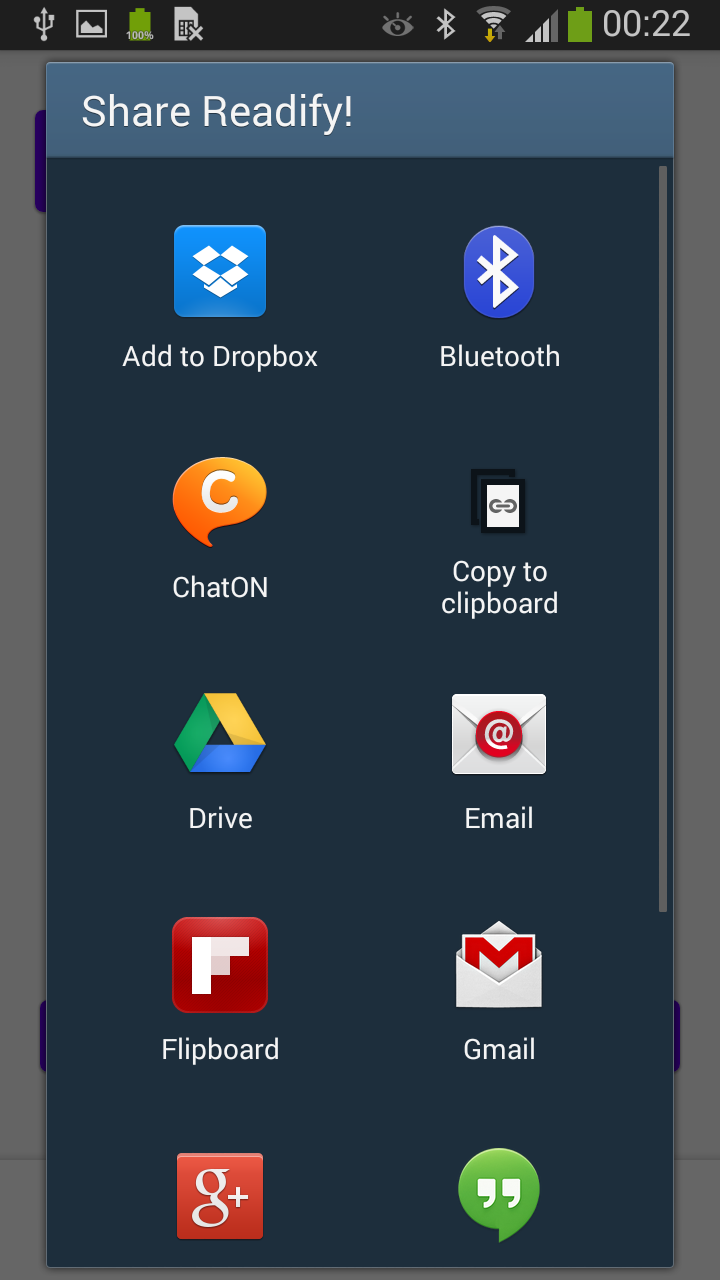 100%
00:22
Share Readify!
Add to Dropbox
Bluetooth
C
ChatON
Copy to
clipboard
@
Drive
Email
Flipboard
Gmail
g+